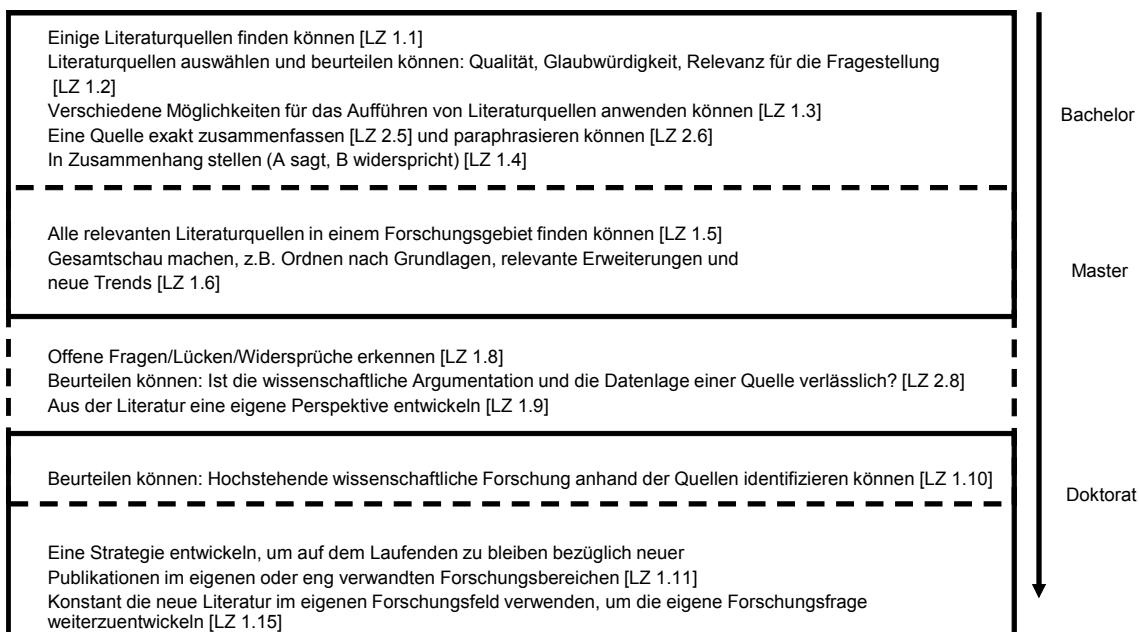 Einige Literaturquellen finden können [LZ 1.1]
Literaturquellen auswählen und beurteilen können: Qualität, Glaubwürdigkeit, Relevanz für die Fragestellung
[LZ 1.2]
Verschiedene Möglichkeiten für das Aufführen von Literaturquellen anwenden können [LZ 1.3]
Eine Quelle exakt zusammenfassen [LZ 2.5] und paraphrasieren können [LZ 2.6]
In Zusammenhang stellen (A sagt, B widerspricht) [LZ 1.4]
Bachelor
Alle relevanten Literaturquellen in einem Forschungsgebiet finden können [LZ 1.5]
Gesamtschau machen, z.B. Ordnen nach Grundlagen, relevante Erweiterungen und
neue Trends [LZ 1.6]
Master
Offene Fragen/Lücken/Widersprüche erkennen [LZ 1.8]
Beurteilen können: Ist die wissenschaftliche Argumentation und die Datenlage einer Quelle verlässlich? [LZ 2.8]
Aus der Literatur eine eigene Perspektive entwickeln [LZ 1.9]
Beurteilen können: Hochstehende wissenschaftliche Forschung anhand der Quellen identifizieren können [LZ 1.10]
Doktorat
Eine Strategie entwickeln, um auf dem Laufenden zu bleiben bezüglich neuer
Publikationen im eigenen oder eng verwandten Forschungsbereichen [LZ 1.11]
Konstant die neue Literatur im eigenen Forschungsfeld verwenden, um die eigene Forschungsfrage
weiterzuentwickeln [LZ 1.15]